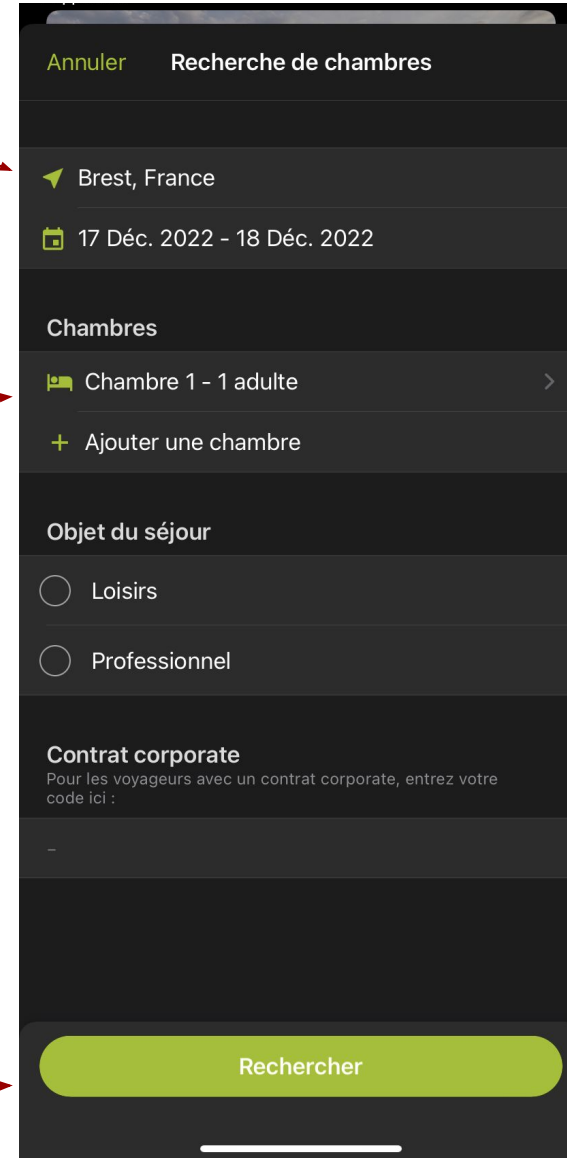 Annuler Recherche de chambres
Brest, France
17 Déc. 2022 - 18 Déc. 2022
Chambres
Chambre 1 - 1 adulte
Ajouter une chambre
Objet du séjour
Loisirs
Professionnel
Contrat corporate
Pour les voyageurs avec un contrat corporate, entrez votre
code ici :
-
Rechercher